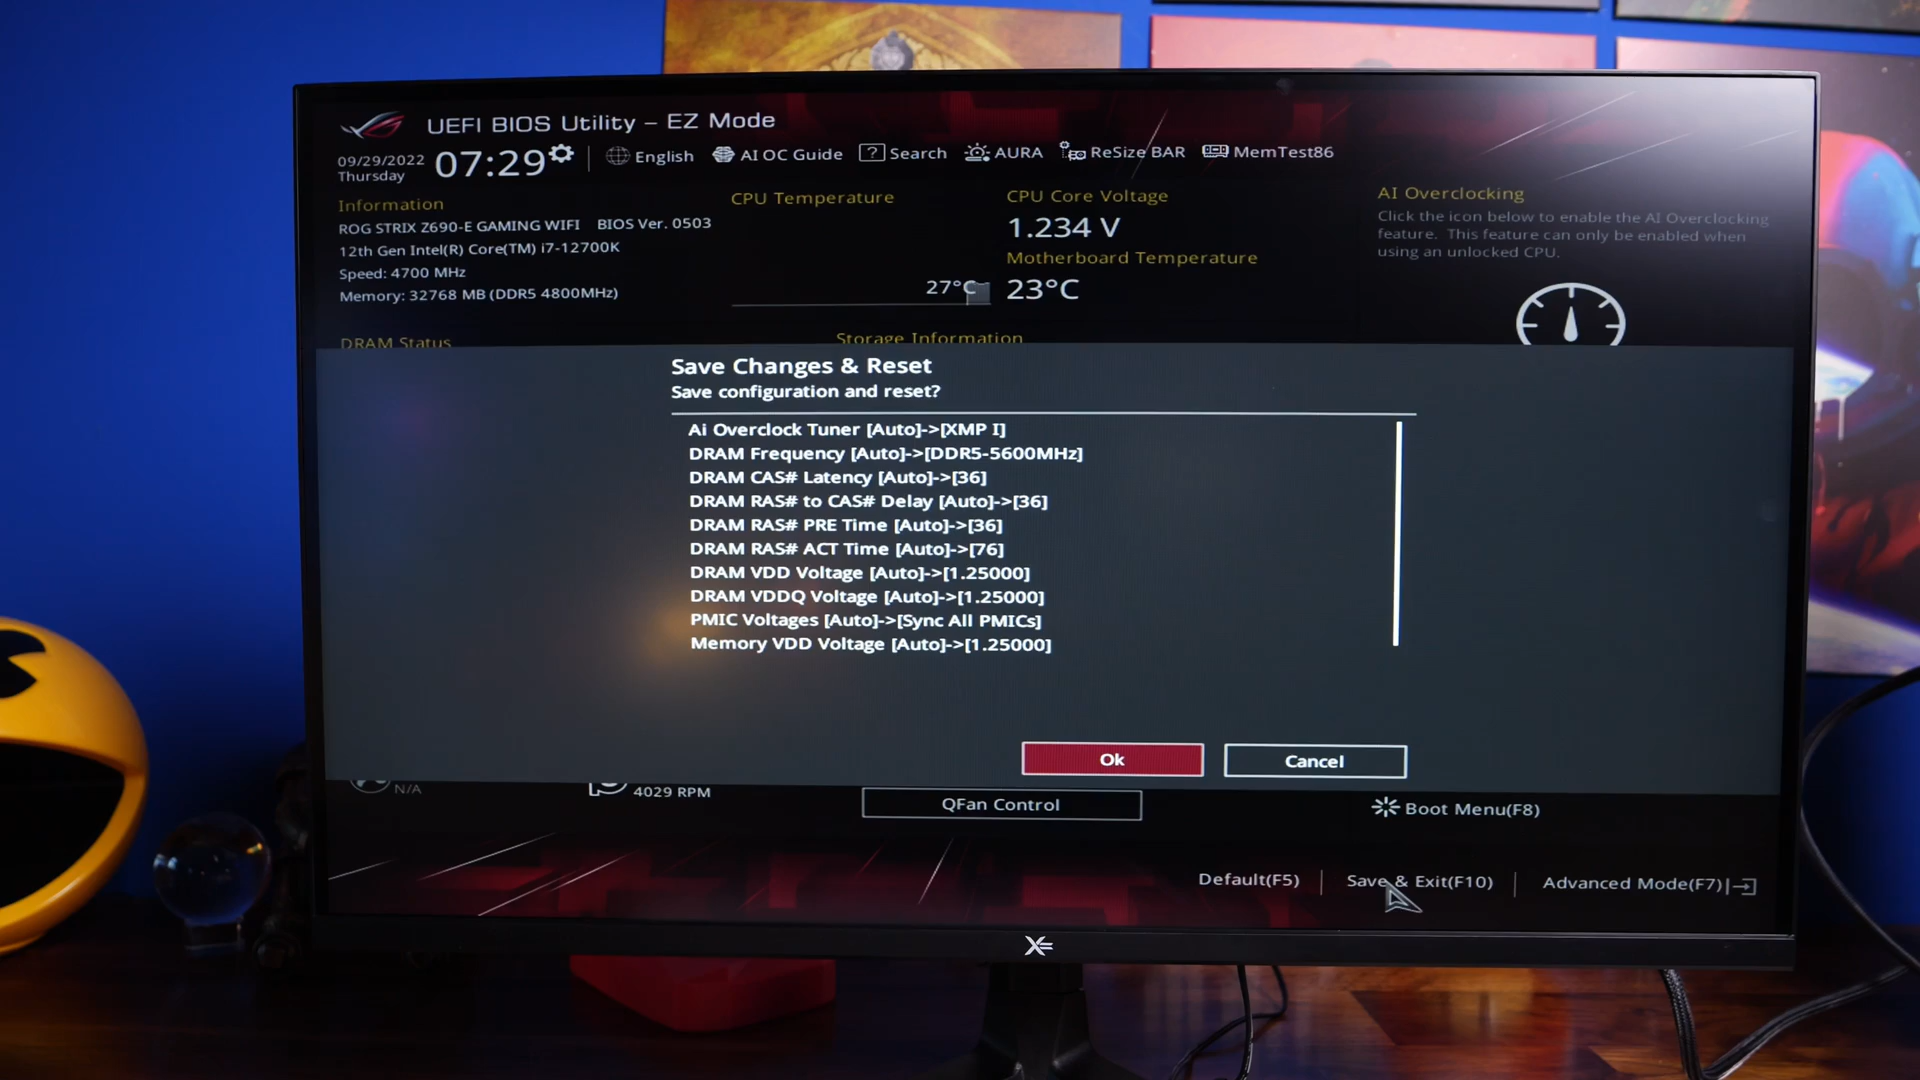 UEFI BIOS Utility – EZ Mode
09/29/2022
Thursday
07:29
English
AI OC Guide
? Search
AURA
ReSize BAR
MemTest86
Information
ROG STRIX Z690-E GAMING WIFI BIOS Ver. 0503
12th Gen Intel(R) Core(TM) i7-12700K
Speed: 4700 MHz
Memory: 32768 MB (DDR5 4800MHz)
CPU Temperature
27°C
CPU Core Voltage
1.234 V
Motherboard Temperature
23°C
AI Overclocking
Click the icon below to enable the AI Overclocking
feature. This feature can only be enabled when
using an unlocked CPU.
DRAM Status
Storage Information
Save Changes & Reset
Save configuration and reset?
Ai Overclock Tuner [Auto]->[XMP I]
DRAM Frequency [Auto]->[DDR5-5600MHz]
DRAM CAS# Latency [Auto]->[36]
DRAM RAS# to CAS# Delay [Auto]->[36]
DRAM RAS# PRE Time [Auto]->[36]
DRAM RAS# ACT Time [Auto]->[76]
DRAM VDD Voltage [Auto]->[1.25000]
DRAM VDDQ Voltage [Auto]->[1.25000]
PMIC Voltages [Auto]->[Sync All PMICs]
Memory VDD Voltage [Auto]->[1.25000]
Ok
Cancel
N/A
4029 RPM
QFan Control
Boot Menu(F8)
Default(F5)
Save & Exit(F10)
Advanced Mode(F7)